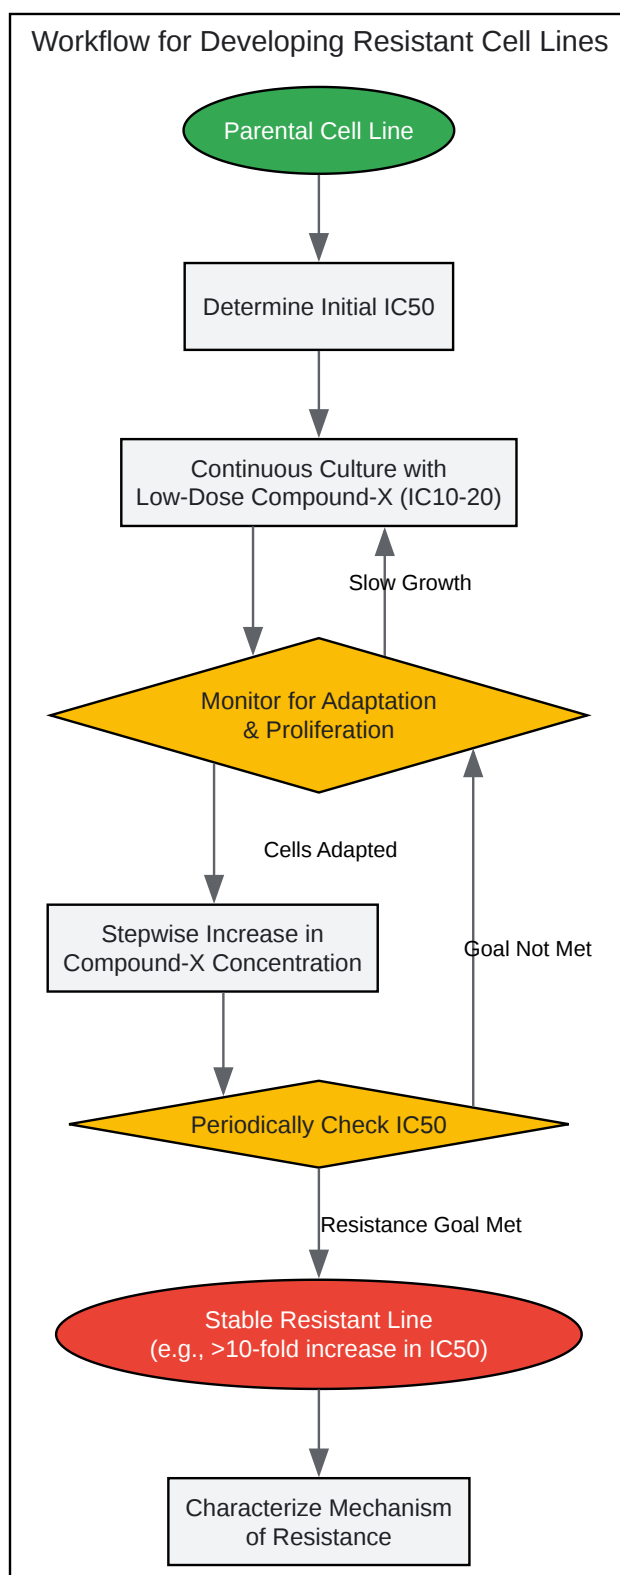 Workflow for Developing Resistant Cell Lines
Parental Cell Line
Determine Initial IC50
Continuous Culture with
Low-Dose Compound-X (IC10-20)
Slow Growth
Monitor for Adaptation
& Proliferation
Cells Adapted
Stepwise Increase in
Compound-X Concentration
Goal Not Met
Periodically Check IC50
Resistance Goal Met
Stable Resistant Line
(e.g., >10-fold increase in IC50)
Characterize Mechanism
of Resistance